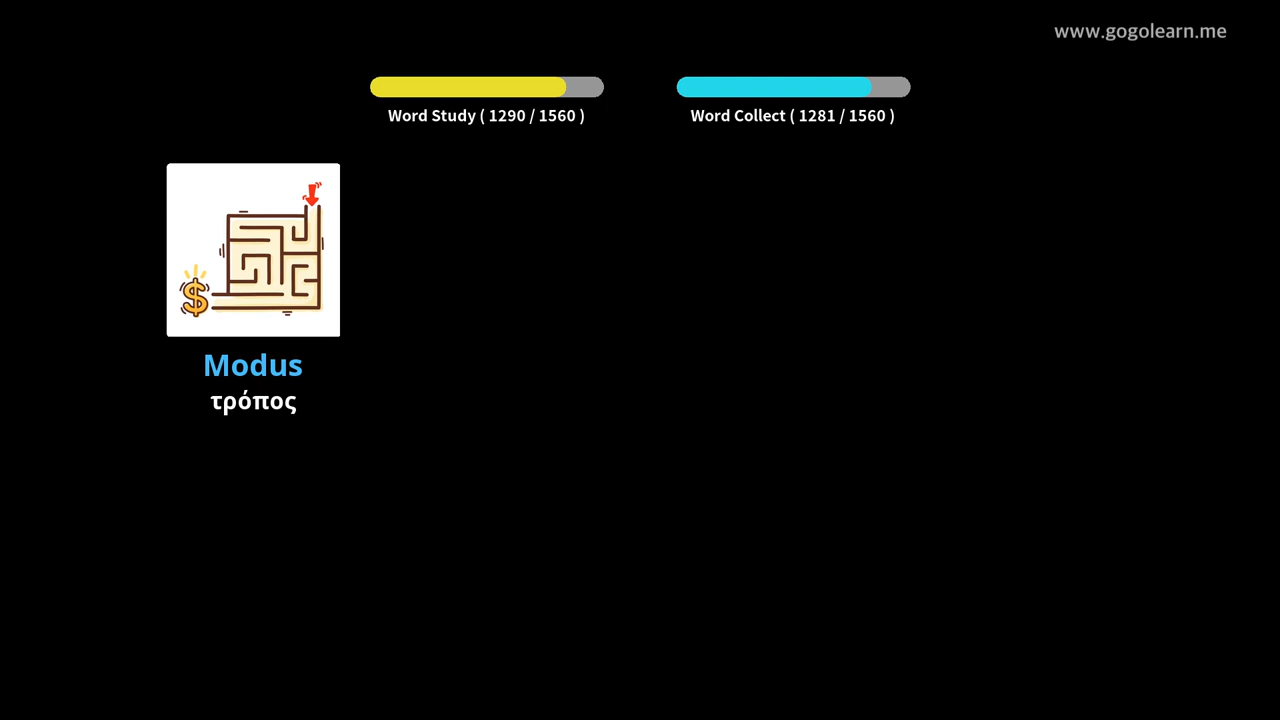 www.gogolearn.me
Word Study ( 1290 / 1560 )
Word Collect ( 1281 / 1560 )
$
Modus
τρόπος